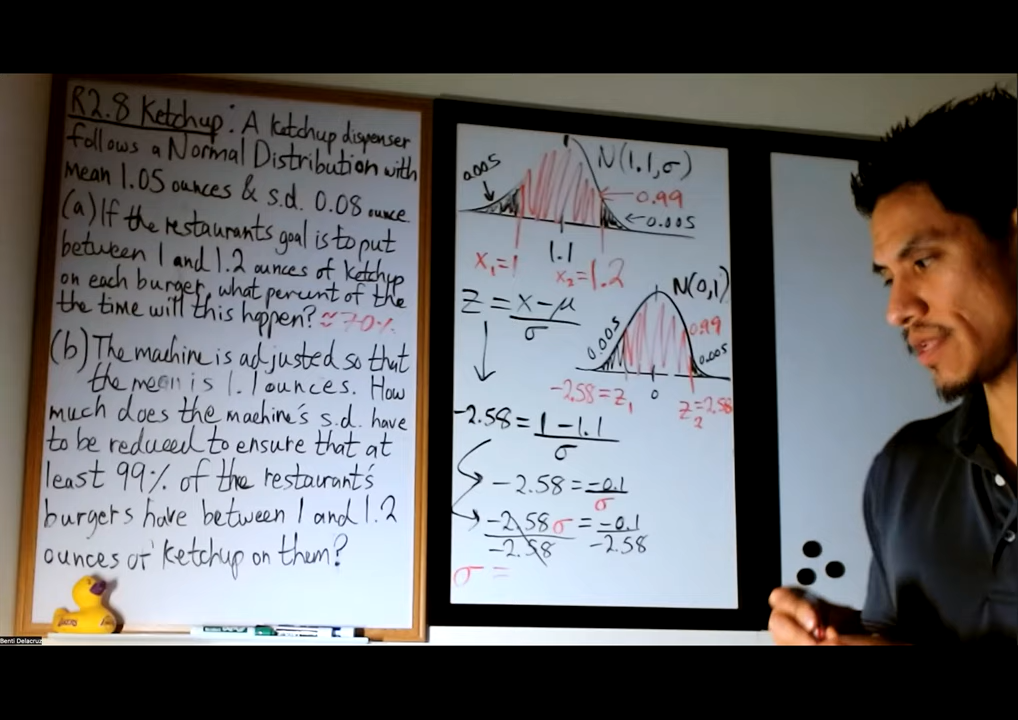 R2.8 Ketchup: A ketchup dispenser
follows a Normal Distribution with
mean 1.05 ounces & s.d. 0.08 ounce.
(a) If the restaurants goal is to put
between 1 and 1.2 ounces of ketchup
on each burger, what percent of the
the time will this happen? ≈70%
(b) The machine is adjusted so that
the mean is 1.1 ounces. How
much does the machine's s.d. have
to be reduced to ensure that at
least 99% of the restaurant's
burgers have between 1 and 1.2
ounces of ketchup on them?
Benti Delacruz
N(1.1, σ)
0.005
0.99
0.005
1.1
x₁=1
x₂=1.2
z = x-μ / σ
N(0,1)
0.005
0.99
0.005
-2.58=z₁
0
z₂=2.58
-2.58 = 1-1.1 / σ
-2.58 = -0.1 / σ
-2.58σ / -2.58 = -0.1 / -2.58
σ =